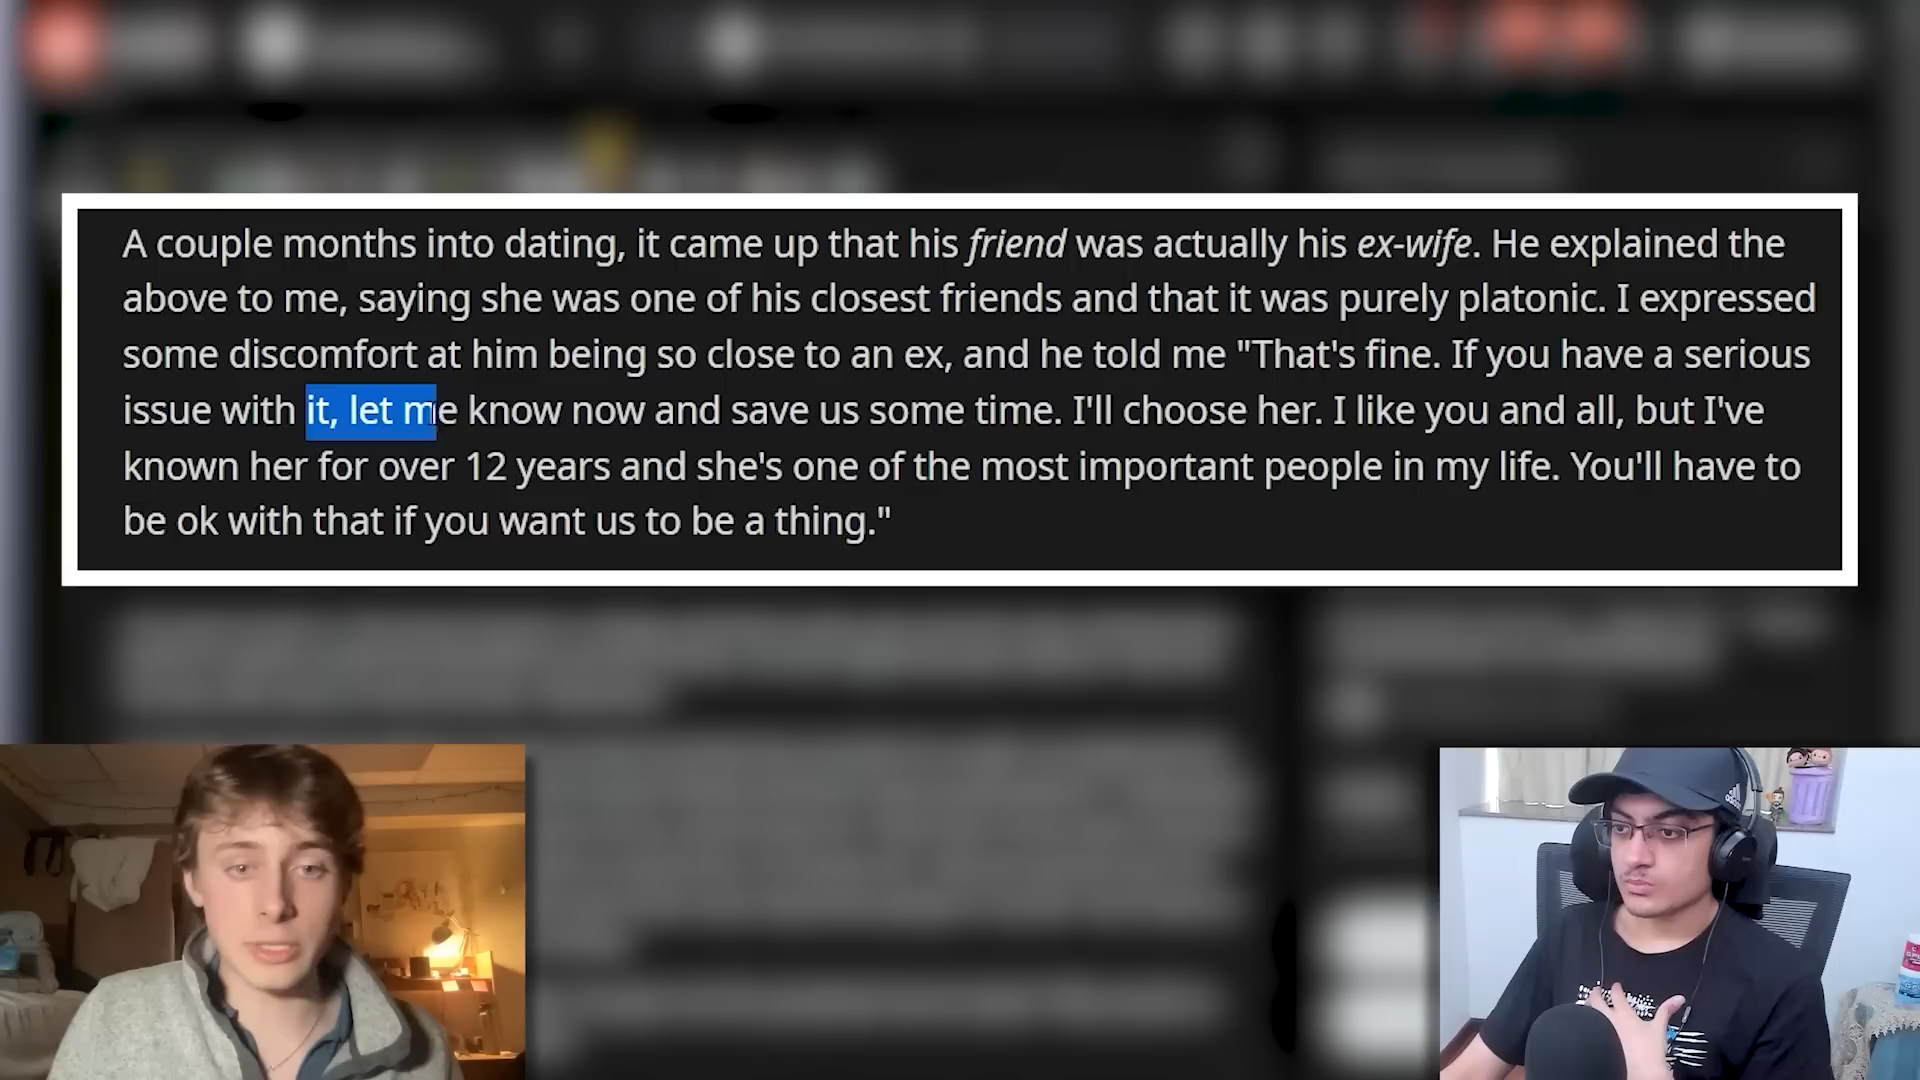 A couple months into dating, it came up that his friend was actually his ex-wife. He explained the
above to me, saying she was one of his closest friends and that it was purely platonic. I expressed
some discomfort at him being so close to an ex, and he told me "That's fine. If you have a serious
issue with it, let me know now and save us some time. I'll choose her. I like you and all, but I've
known her for over 12 years and she's one of the most important people in my life. You'll have to
be ok with that if you want us to be a thing."
adidas